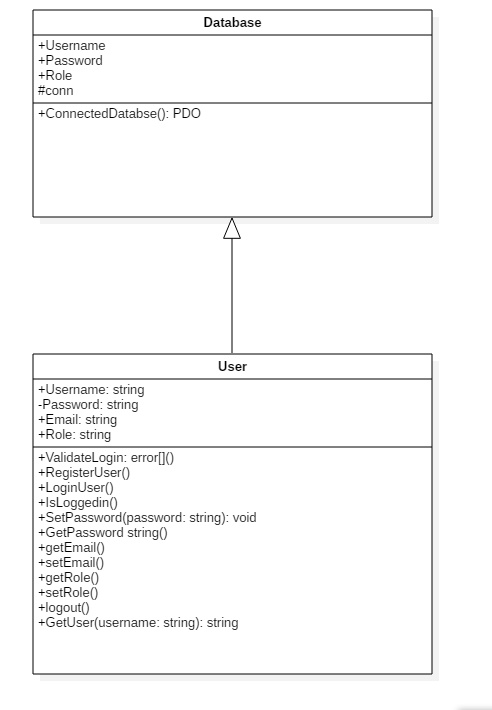 Database
+Username
+Password
+Role
#conn
+ConnectedDatabse(): PDO
User
+Username: string
-Password: string
+Email: string
+Role: string
+ValidateLogin: error[]()
+RegisterUser()
+LoginUser()
+IsLoggedin()
+SetPassword(password: string): void
+GetPassword string()
+getEmail()
+setEmail()
+getRole()
+setRole()
+logout()
+GetUser(username: string): string